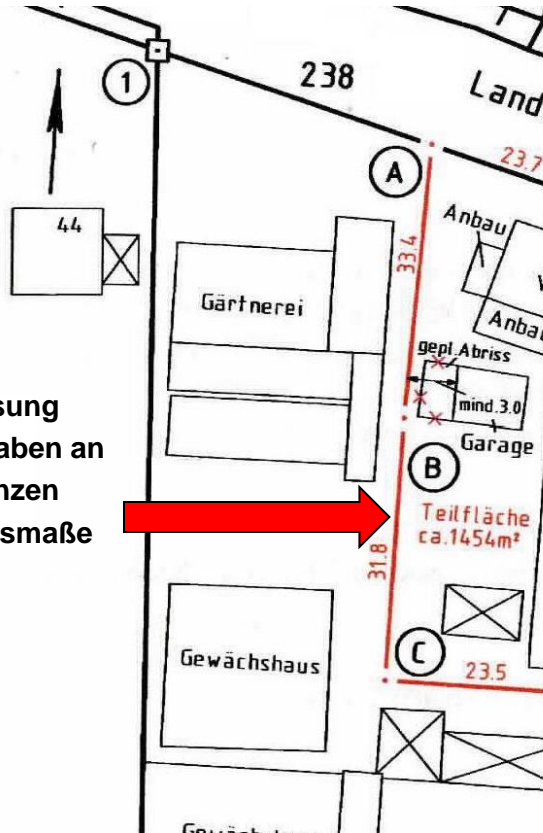 1
238
Land
A
23.7
44
Anbau
33.4
Gärtnerei
Anbau
gepl.Abriss
mind.3.0
Garage
sung
aben an
nzen
smaße
B
Teilfläche
ca.1454m²
31.8
Gewächshaus
C
23.5